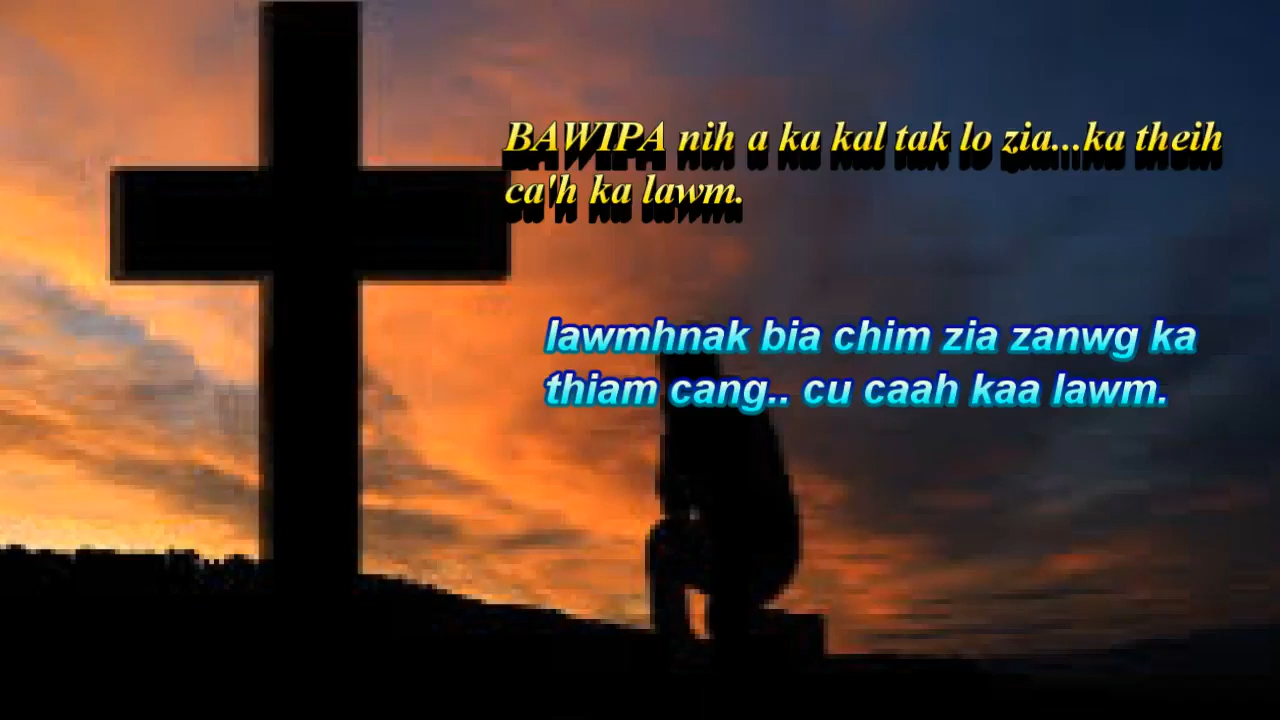 BAWIPA nih a ka kal tak lo zia...ka theih
ca'h ka lawm.
lawmhnak bia chim zia zanwg ka
thiam cang.. cu caah kaa lawm.